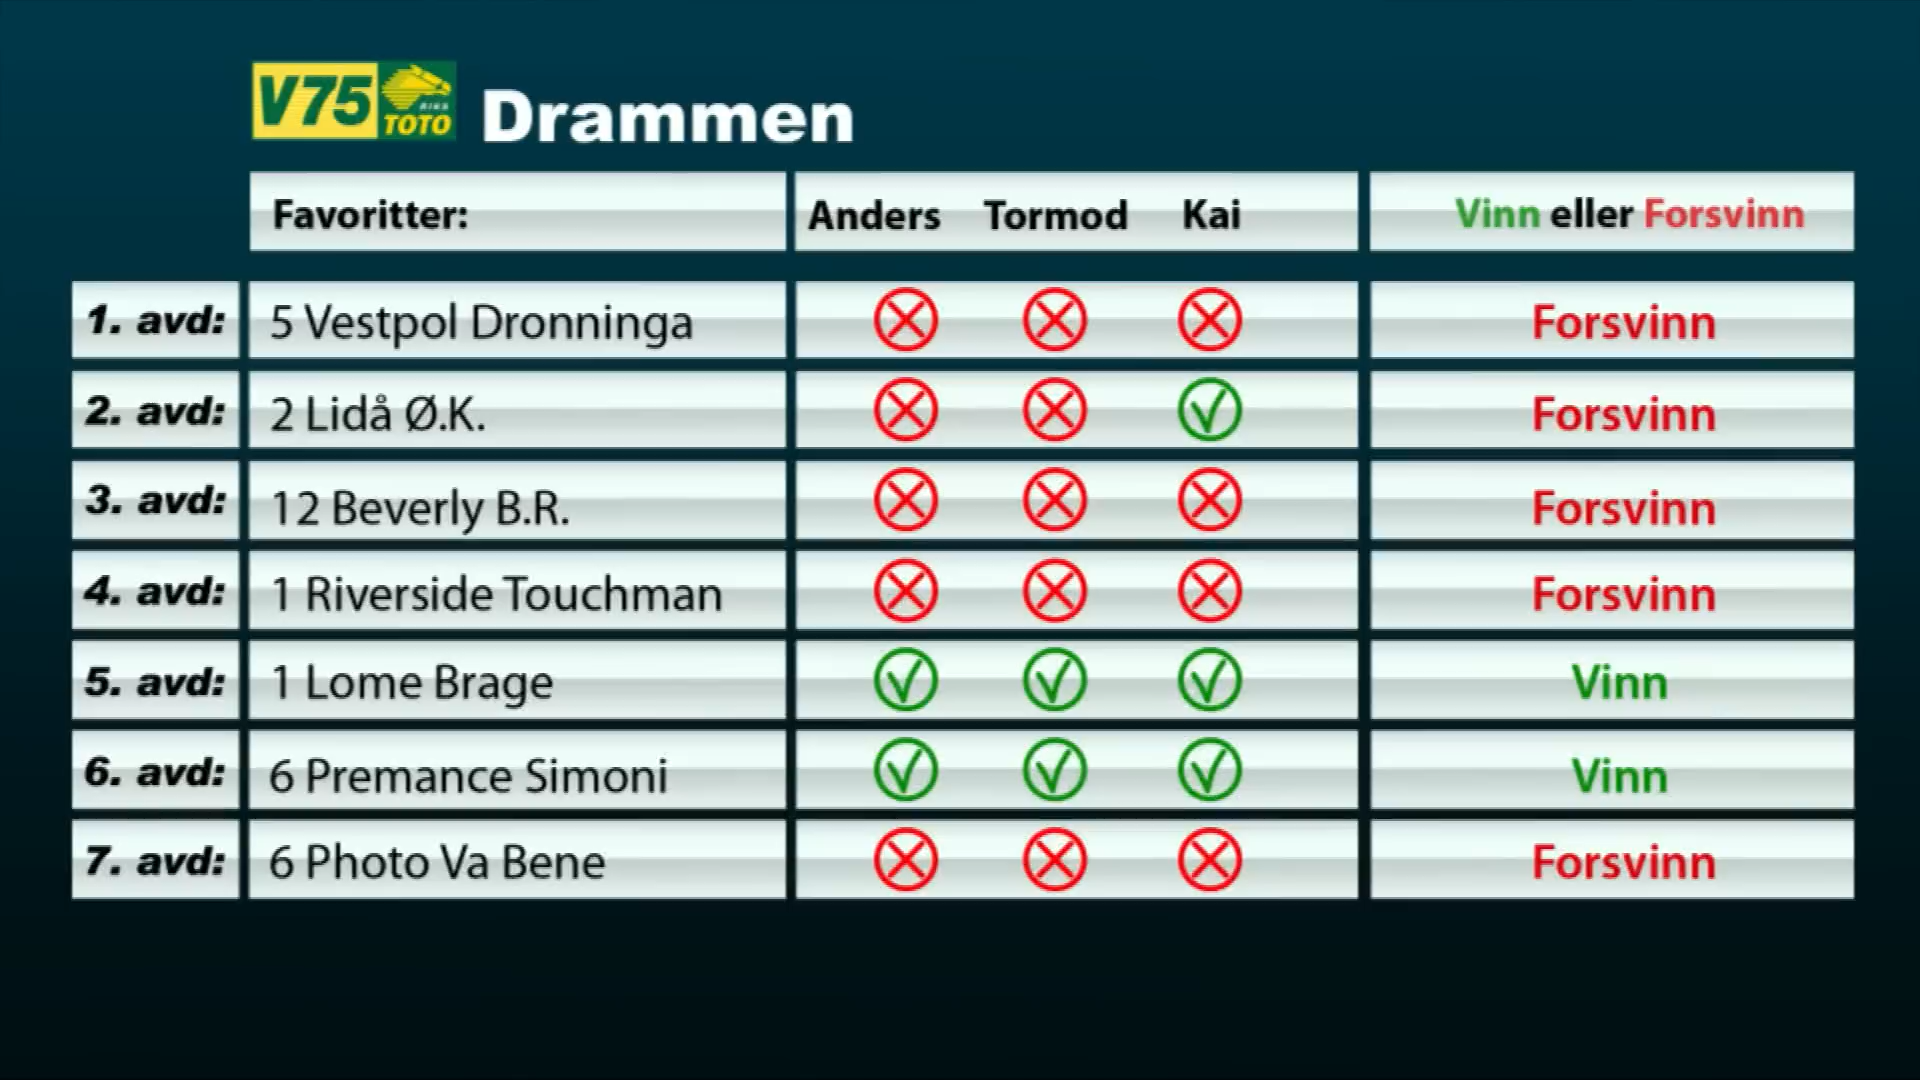 V75 RIKS TOTO Drammen
Favoritter: Anders Tormod Kai Vinn eller Forsvinn
1. avd: 5 Vestpol Dronninga Forsvinn
2. avd: 2 Lidå Ø.K. Forsvinn
3. avd: 12 Beverly B.R. Forsvinn
4. avd: 1 Riverside Touchman Forsvinn
5. avd: 1 Lome Brage Vinn
6. avd: 6 Premance Simoni Vinn
7. avd: 6 Photo Va Bene Forsvinn